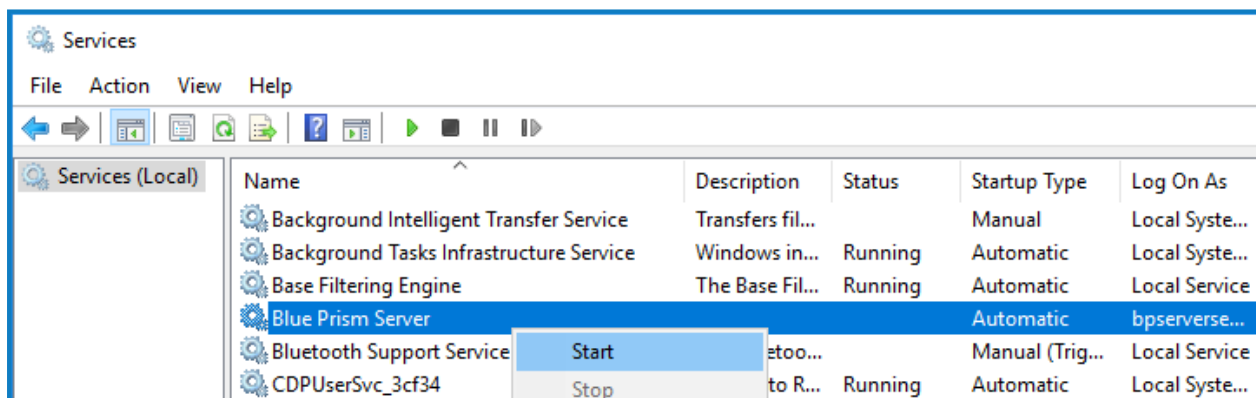 Services
File Action View Help
Services (Local)
Name Description Status Startup Type Log On As
Background Intelligent Transfer Service Transfers fil... Manual Local Syste...
Background Tasks Infrastructure Service Windows in... Running Automatic Local Syste...
Base Filtering Engine The Base Fil... Running Automatic Local Service
Blue Prism Server Automatic bpserverse...
Bluetooth Support Service Start etoo... Manual (Trig... Local Service
CDPUserSvc_3cf34 Stop to R... Running Automatic Local Syste...